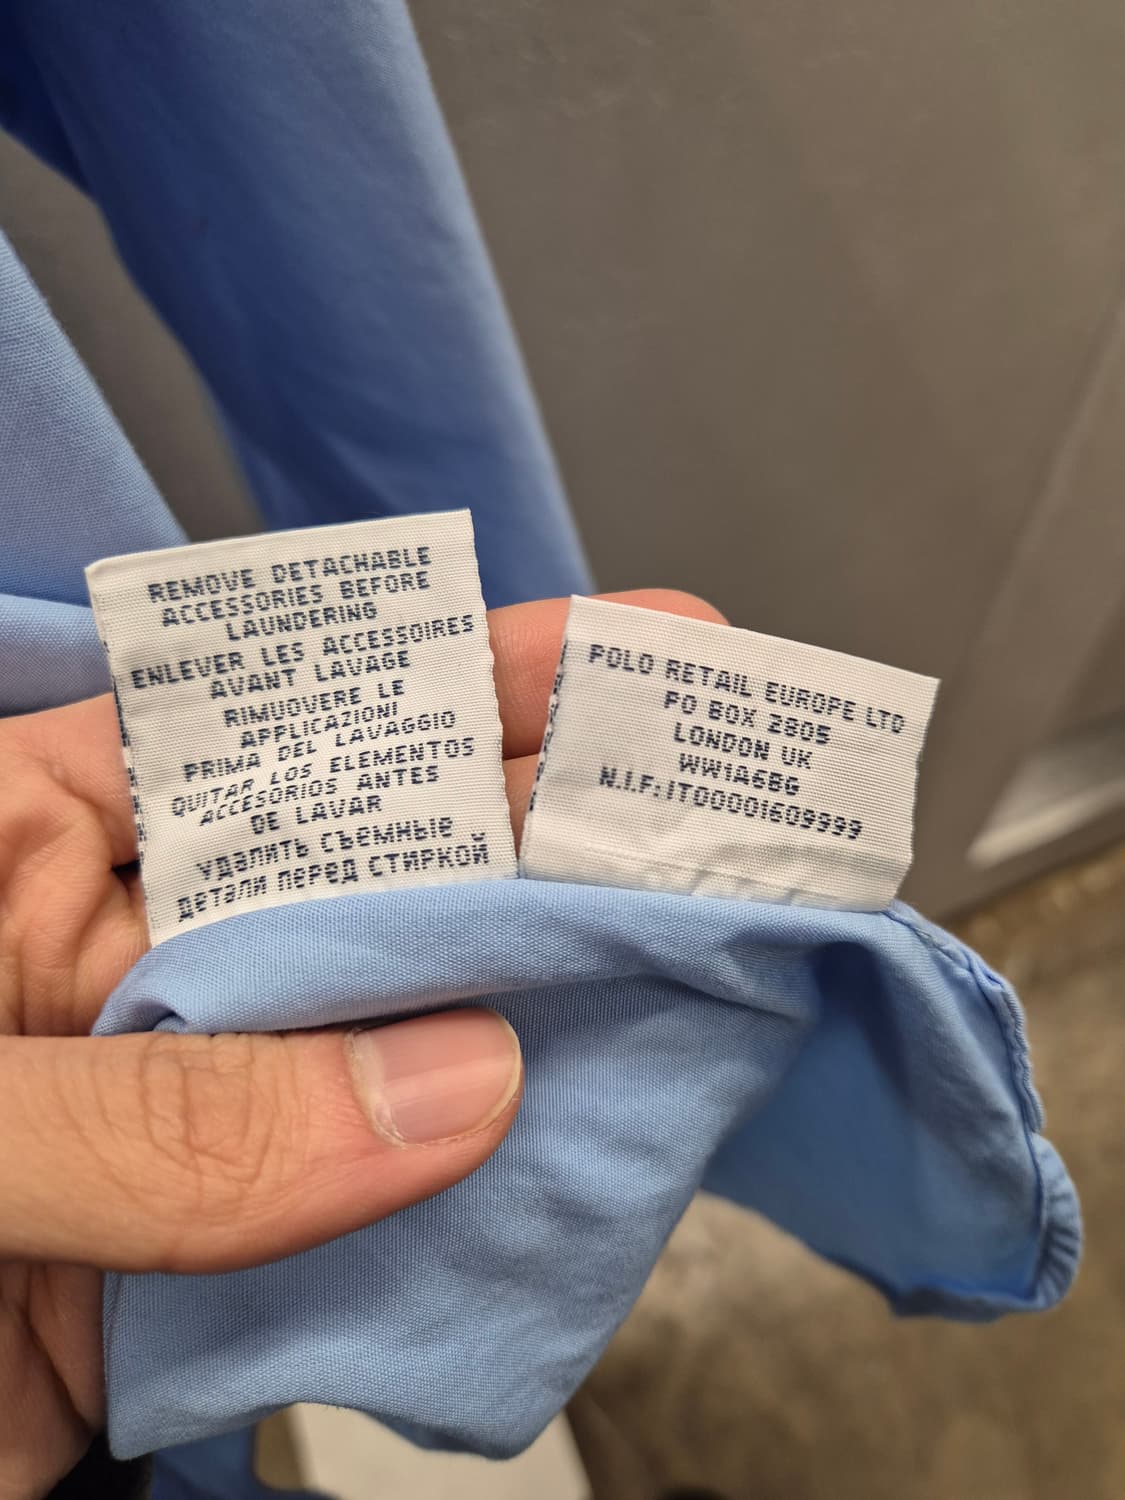 REMOVE DETACHABLE
ACCESSORIES BEFORE
LAUNDERING
ENLEVER LES ACCESSOIRES
AVANT LAVAGE
RIMUOVERE LE
APPLICAZIONI
PRIMA DEL LAVAGGIO
QUITAR LOS ELEMENTOS
ACCESORIOS ANTES
DE LAVAR
УДАЛИТЬ СЪЕМНЫЕ
ДЕТАЛИ ПЕРЕД СТИРКОЙ
POLO RETAIL EUROPE LTD
PO BOX 2805
LONDON UK
WW1A6BG
N.I.F:IT00001609999